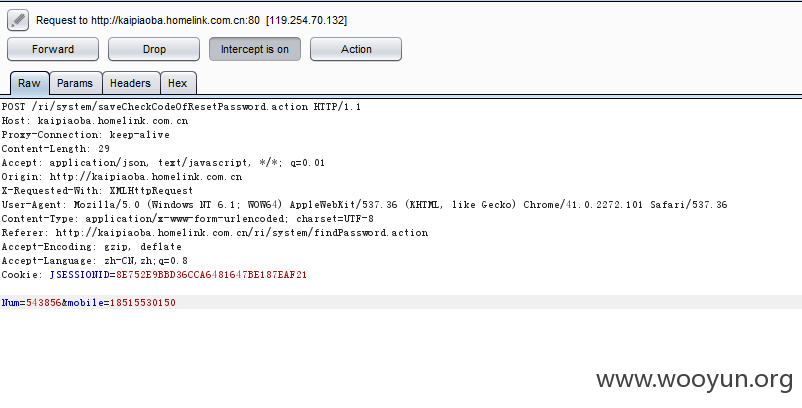 Request to http://kaipiaoba.homelink.com.cn:80 [119.254.70.132]
Forward Drop Intercept is on Action
Raw Params Headers Hex
POST /ri/system/saveCheckCodeOfResetPassword.action HTTP/1.1
Host: kaipiaoba.homelink.com.cn
Proxy-Connection: keep-alive
Content-Length: 29
Accept: application/json, text/javascript, */*; q=0.01
Origin: http://kaipiaoba.homelink.com.cn
X-Requested-With: XMLHttpRequest
User-Agent: Mozilla/5.0 (Windows NT 6.1; WOW64) AppleWebKit/537.36 (KHTML, like Gecko) Chrome/41.0.2272.101 Safari/537.36
Content-Type: application/x-www-form-urlencoded; charset=UTF-8
Referer: http://kaipiaoba.homelink.com.cn/ri/system/findPassword.action
Accept-Encoding: gzip, deflate
Accept-Language: zh-CN,zh;q=0.8
Cookie: JSESSIONID=8E752E9BBD36CCA6481647BE187EAF21
Num=543856&mobile=18515530150
www.wooyun.org